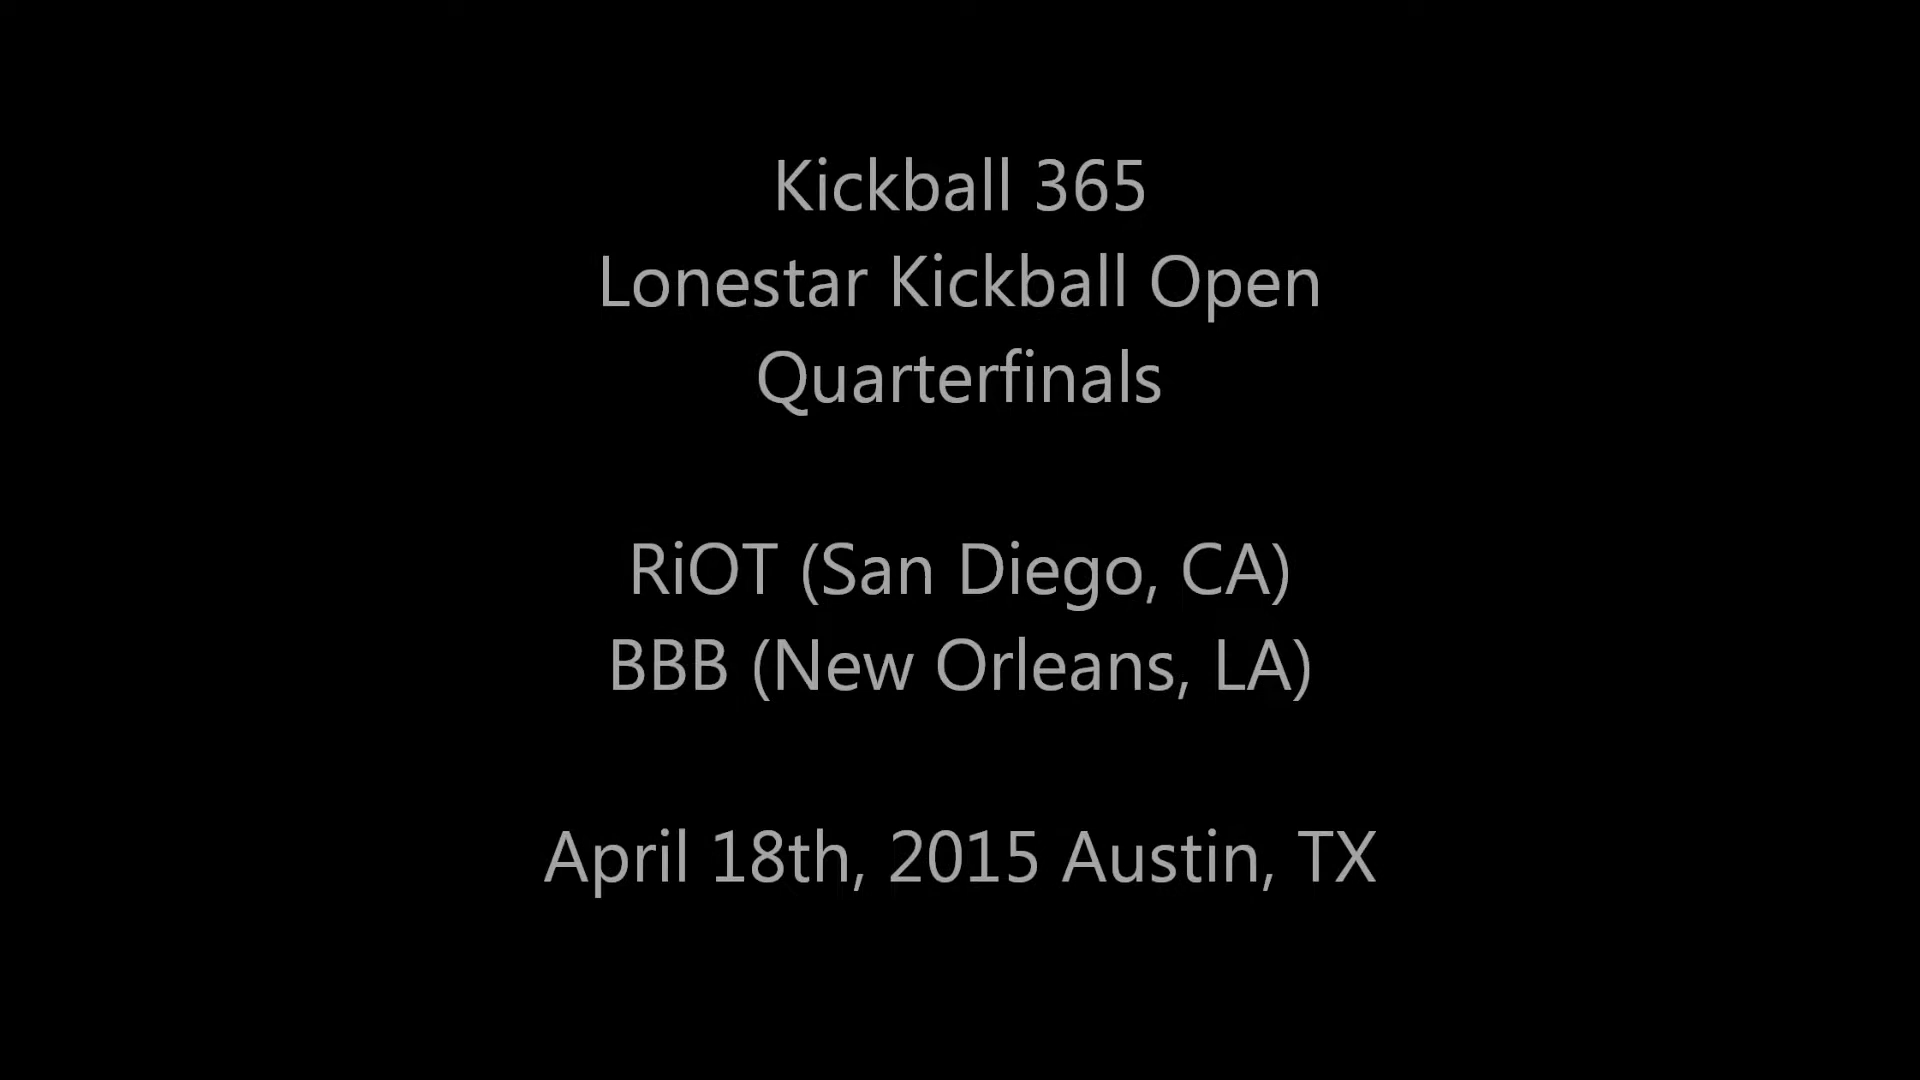 Kickball 365
Lonestar Kickball Open
Quarterfinals
RiOT (San Diego, CA)
BBB (New Orleans, LA)
April 18th, 2015 Austin, TX